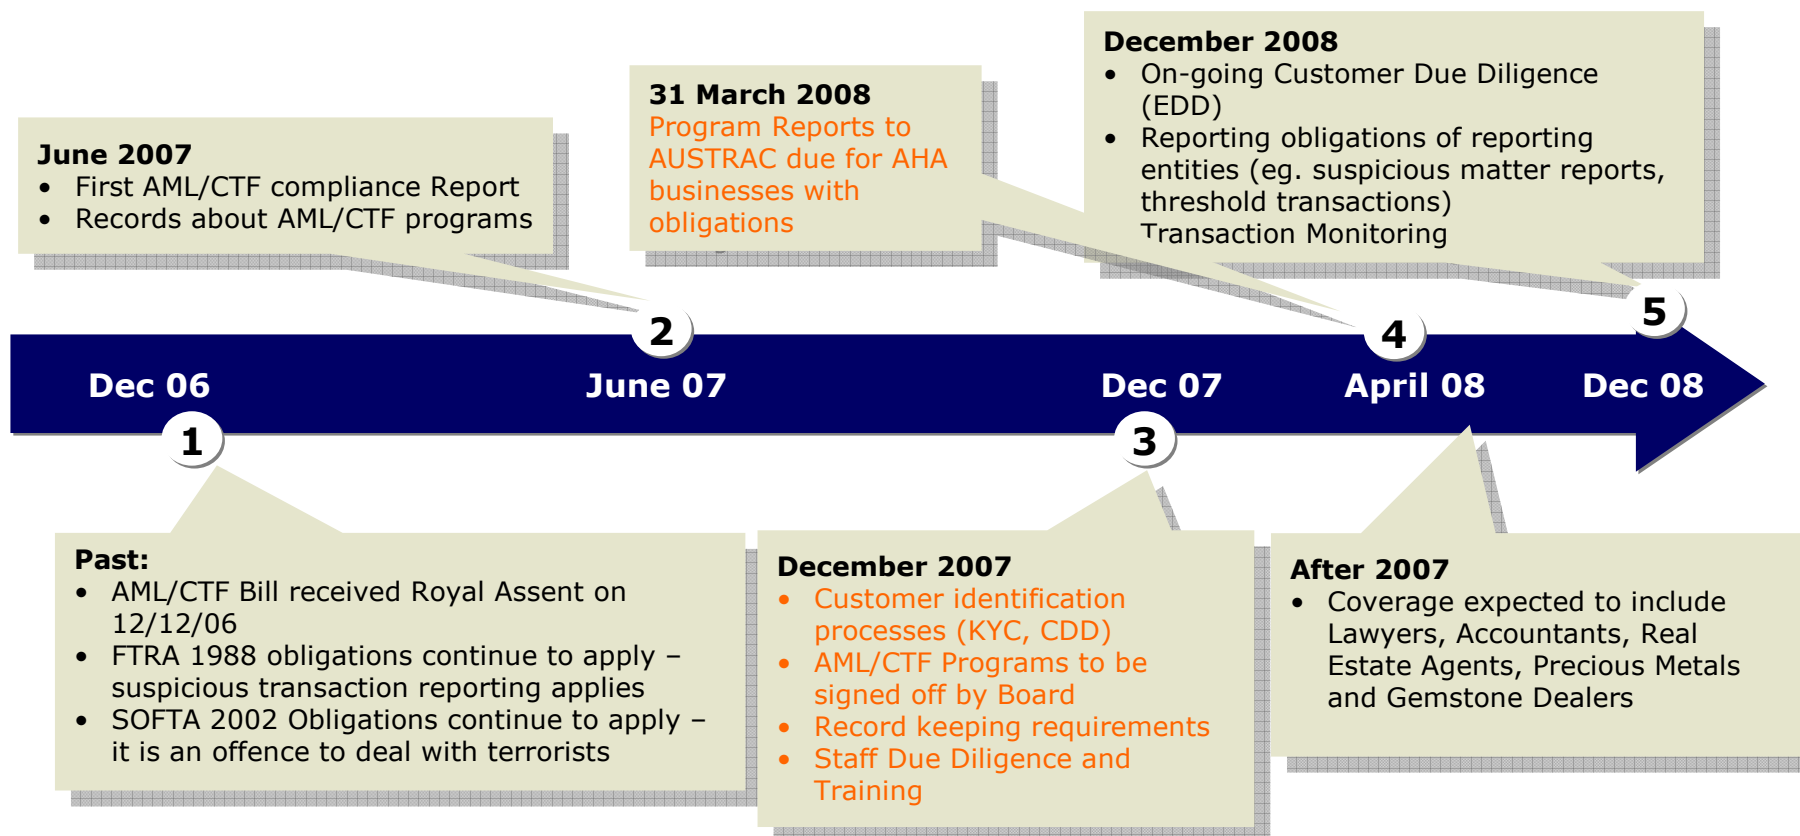 December 2008
• On-going Customer Due Diligence
(EDD)
• Reporting obligations of reporting
entities (eg. suspicious matter reports,
threshold transactions)
Transaction Monitoring
31 March 2008
Program Reports to
AUSTRAC due for AHA
businesses with
obligations
June 2007
• First AML/CTF compliance Report
• Records about AML/CTF programs
2
4
5
Dec 06
June 07
Dec 07
April 08
Dec 08
1
3
Past:
• AML/CTF Bill received Royal Assent on
12/12/06
• FTRA 1988 obligations continue to apply –
suspicious transaction reporting applies
• SOFTA 2002 Obligations continue to apply –
it is an offence to deal with terrorists
December 2007
• Customer identification
processes (KYC, CDD)
• AML/CTF Programs to be
signed off by Board
• Record keeping requirements
• Staff Due Diligence and
Training
After 2007
• Coverage expected to include
Lawyers, Accountants, Real
Estate Agents, Precious Metals
and Gemstone Dealers